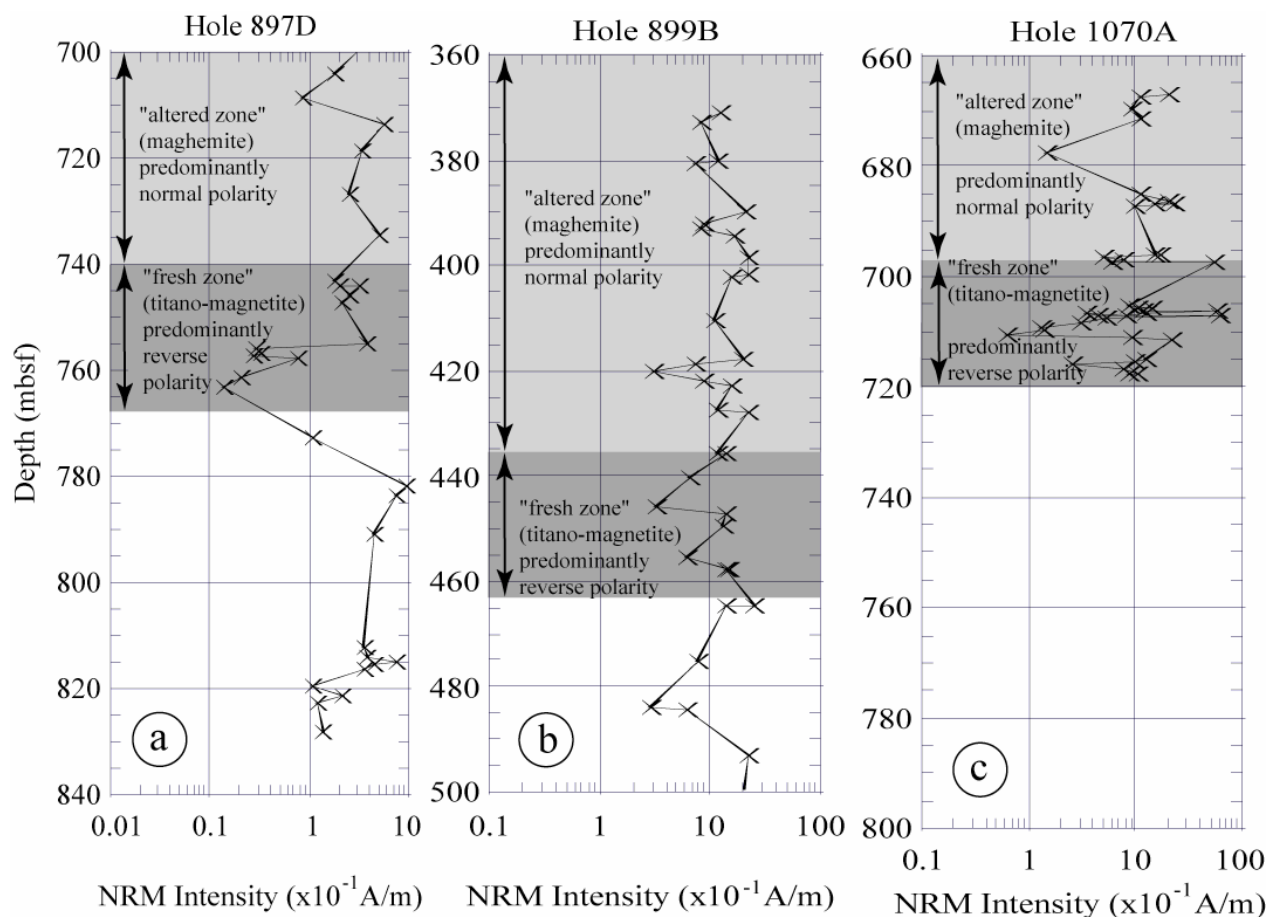 Hole 897D
Hole 899B
Hole 1070A
Depth (mbsf)
700
720
740
760
780
800
820
840
"altered zone"
(maghemite)
predominantly
normal polarity
"fresh zone"
(titano-magnetite)
predominantly
reverse
polarity
a
0.01
0.1
1
10
NRM Intensity (x10-1 A/m)
360
380
400
420
440
460
480
500
"altered zone"
(maghemite)
predominantly
normal polarity
"fresh zone"
(titano-magnetite)
predominantly
reverse polarity
b
0.1
1
10
100
NRM Intensity (x10-1 A/m)
660
680
700
720
740
760
780
800
"altered zone"
(maghemite)
predominantly
normal polarity
"fresh zone"
(titano-magnetite)
predominantly
reverse polarity
c
0.1
1
10
100
NRM Intensity (x10-1 A/m)